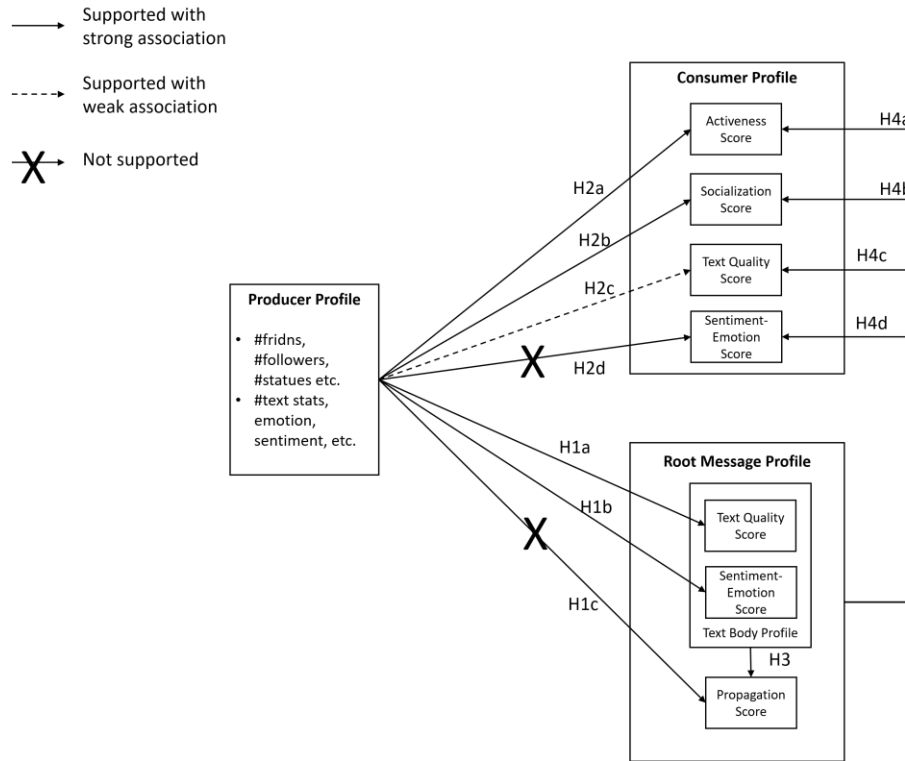 Supported with
strong association
Supported with
weak association
X
Not supported
Consumer Profile
Activeness
Score
H4a
H2a
Socialization
Score
H4b
H2b
Text Quality
Score
H4c
H2c
Sentiment-
Emotion
Score
H4d
X
H2d
Producer Profile
• #fridns,
#followers,
#statues etc.
• #text stats,
emotion,
sentiment, etc.
H1a
H1b
X
H1c
Root Message Profile
Text Quality
Score
Sentiment-
Emotion
Score
Text Body Profile
H3
Propagation
Score